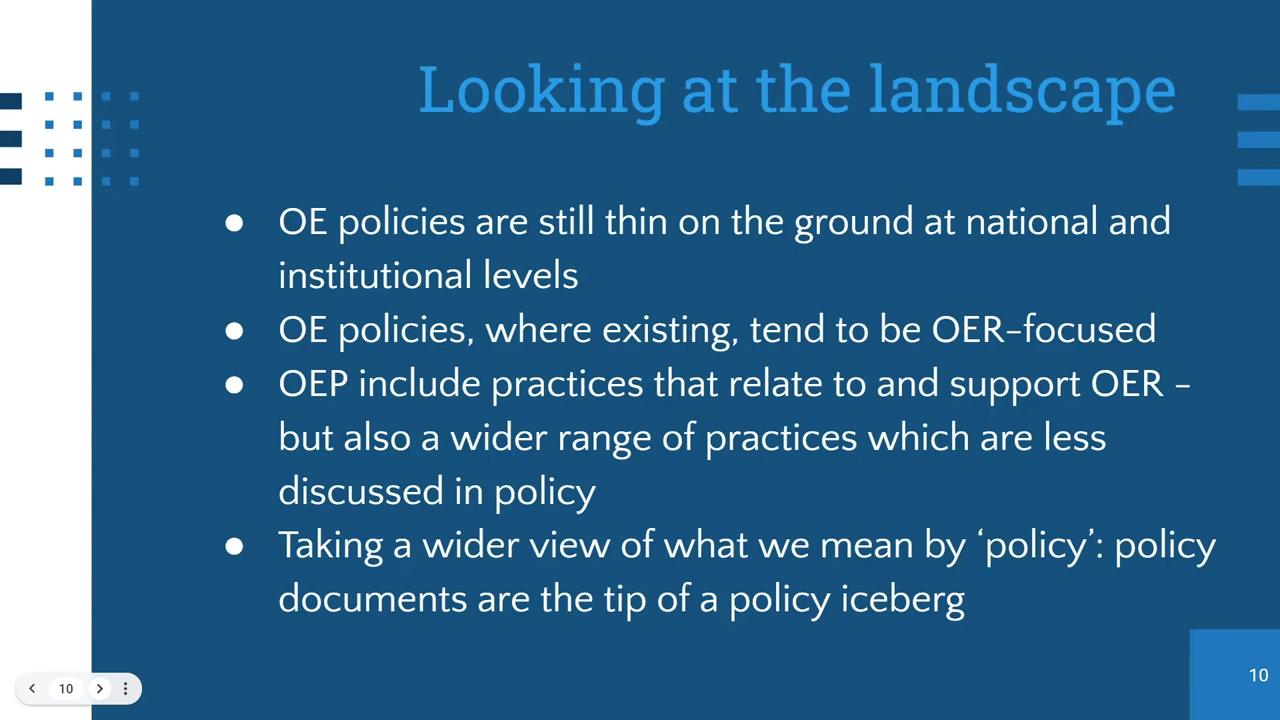 Looking at the landscape
● OE policies are still thin on the ground at national and
institutional levels
● OE policies, where existing, tend to be OER-focused
● OEP include practices that relate to and support OER -
but also a wider range of practices which are less
discussed in policy
● Taking a wider view of what we mean by ‘policy’: policy
documents are the tip of a policy iceberg
10
10